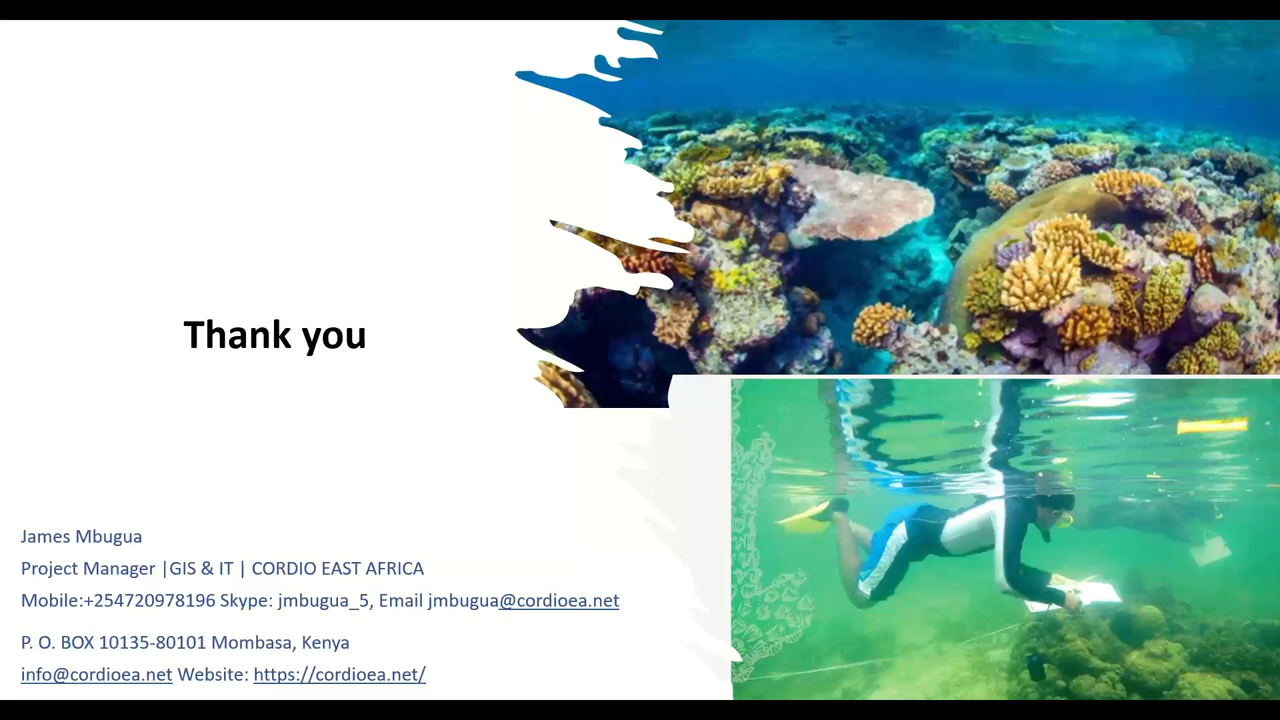 Thank you
James Mbugua
Project Manager |GIS & IT | CORDIO EAST AFRICA
Mobile:+254720978196 Skype: jmbugua_5, Email jmbugua@cordioea.net
P. O. BOX 10135-80101 Mombasa, Kenya
info@cordioea.net Website: https://cordioea.net/